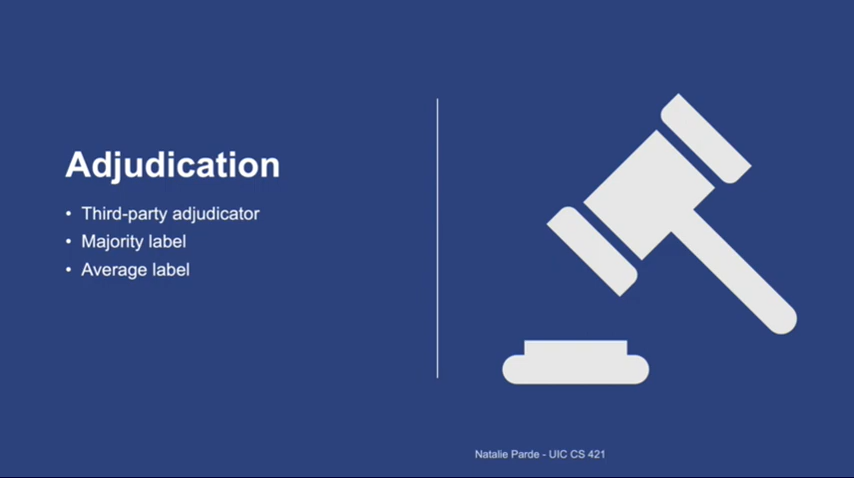 Adjudication
• Third-party adjudicator
• Majority label
• Average label
Natalie Parde - UIC CS 421